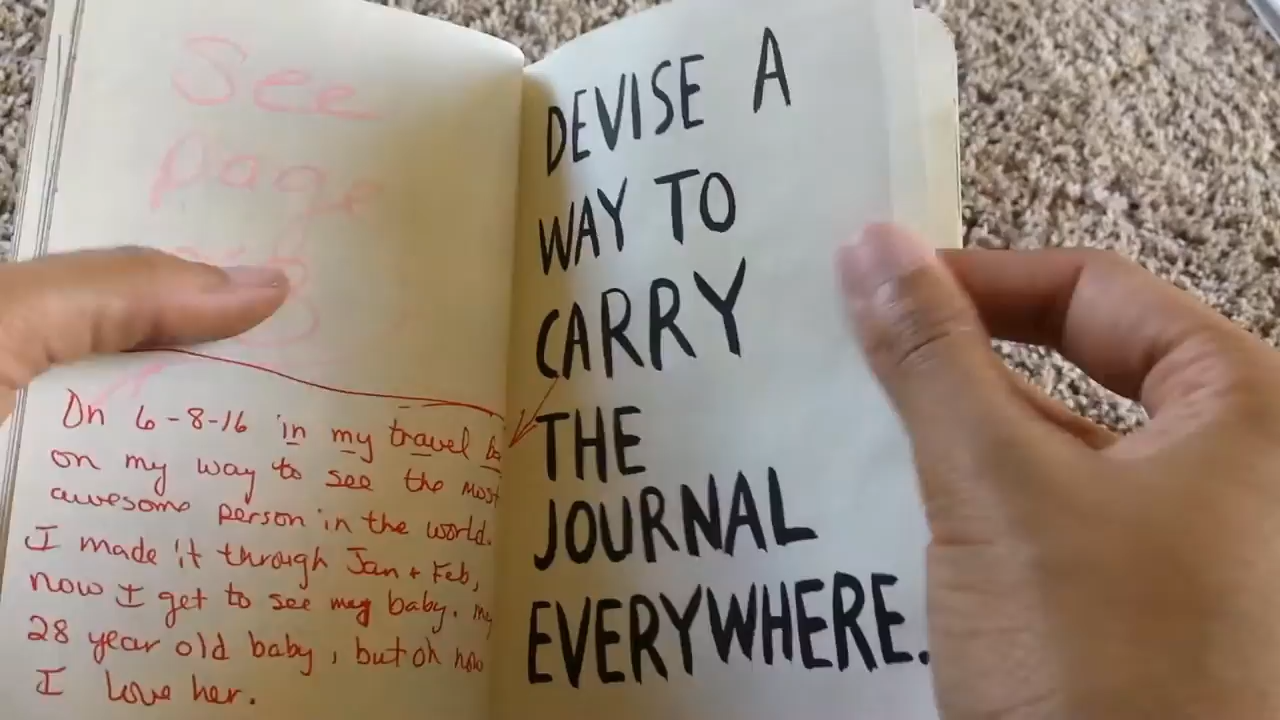 See
page
On 6-8-16 in my travel
on my way to see the most
awesome person in the world.
I made it through Jan + Feb,
now I get to see my baby. my
28 year old baby, but oh how
I love her.
DEVISE A
WAY TO
CARRY
THE
JOURNAL
EVERYWHERE.